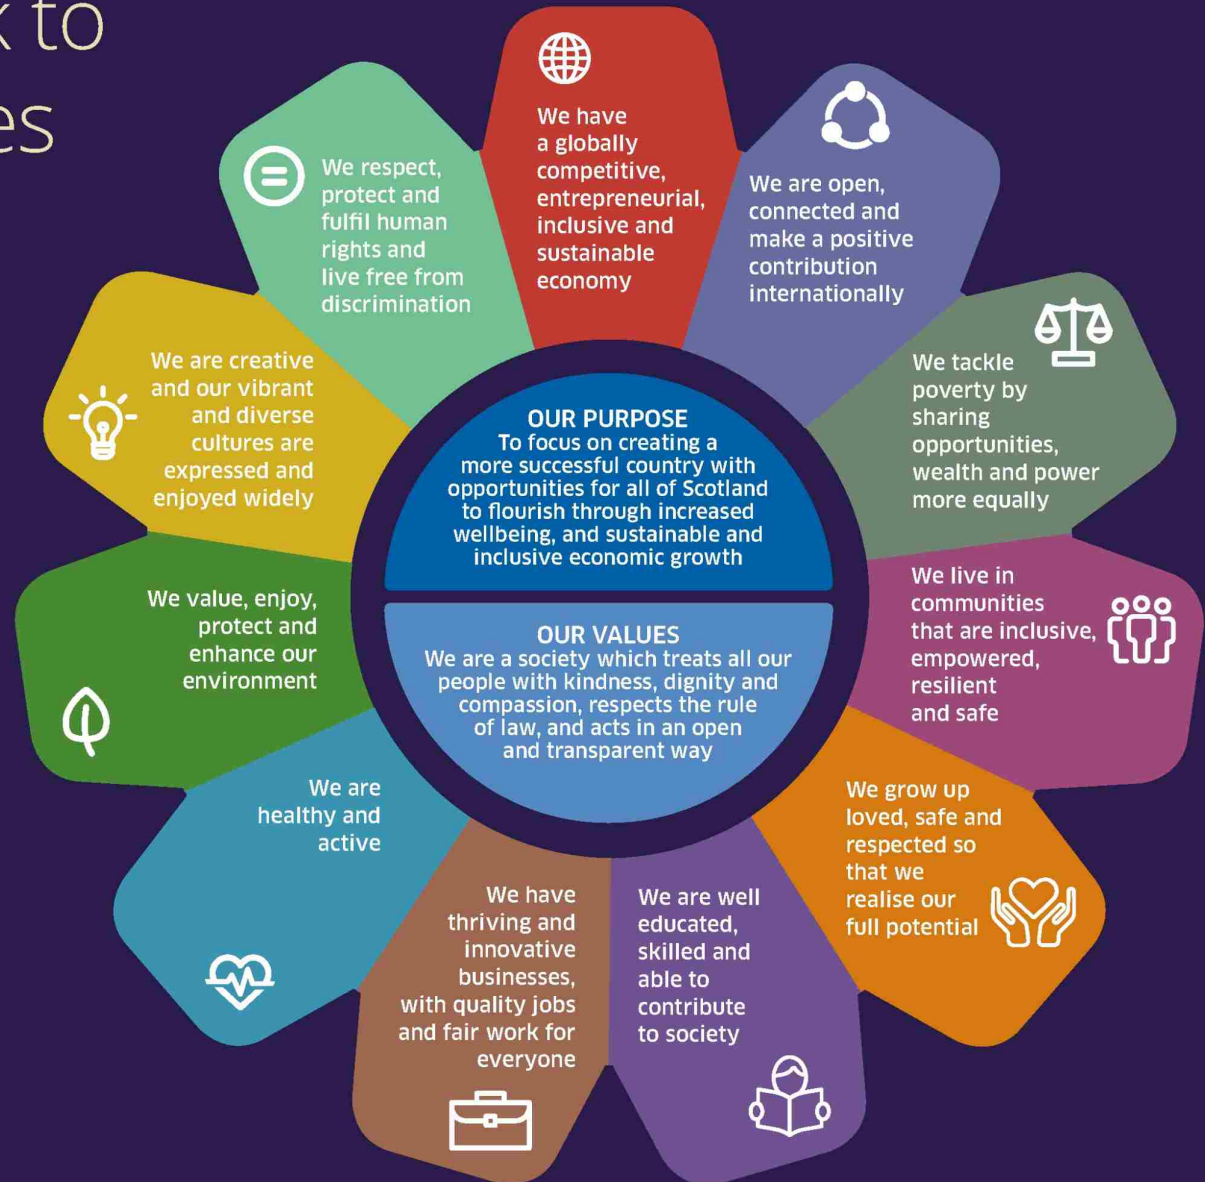 to
es
We have
a globally
competitive,
entrepreneurial,
inclusive and
sustainable
economy
We are open,
connected and
make a positive
contribution
internationally
We tackle
poverty by
sharing
opportunities,
wealth and power
more equally
We live in
communities
that are inclusive,
empowered,
resilient
and safe
We grow up
loved, safe and
respected so
that we
realise our
full potential
We are well
educated,
skilled and
able to
contribute
to society
We have
thriving and
innovative
businesses,
with quality jobs
and fair work for
everyone
We are
healthy and
active
We value, enjoy,
protect and
enhance our
environment
We are creative
and our vibrant
and diverse
cultures are
expressed and
enjoyed widely
We respect,
protect and
fulfil human
rights and
live free from
discrimination
OUR PURPOSE
To focus on creating a
more successful country with
opportunities for all of Scotland
to flourish through increased
wellbeing, and sustainable and
inclusive economic growth
OUR VALUES
We are a society which treats all our
people with kindness, dignity and
compassion, respects the rule
of law, and acts in an open
and transparent way